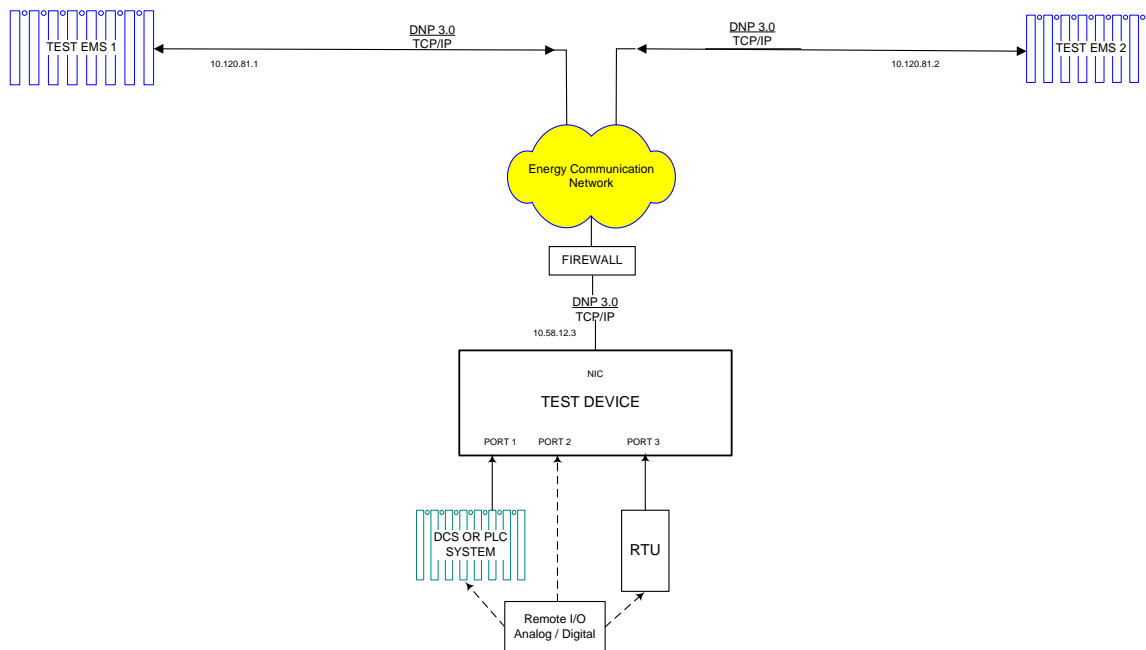 DNP 3.0
TCP/IP
TEST EMS 1
10.120.81.1
DNP 3.0
TCP/IP
TEST EMS 2
10.120.81.2
Energy Communication
Network
FIREWALL
DNP 3.0
TCP/IP
10.58.12.3
NIC
TEST DEVICE
PORT 1
PORT 2
PORT 3
DCS OR PLC
SYSTEM
RTU
Remote I/O
Analog / Digital